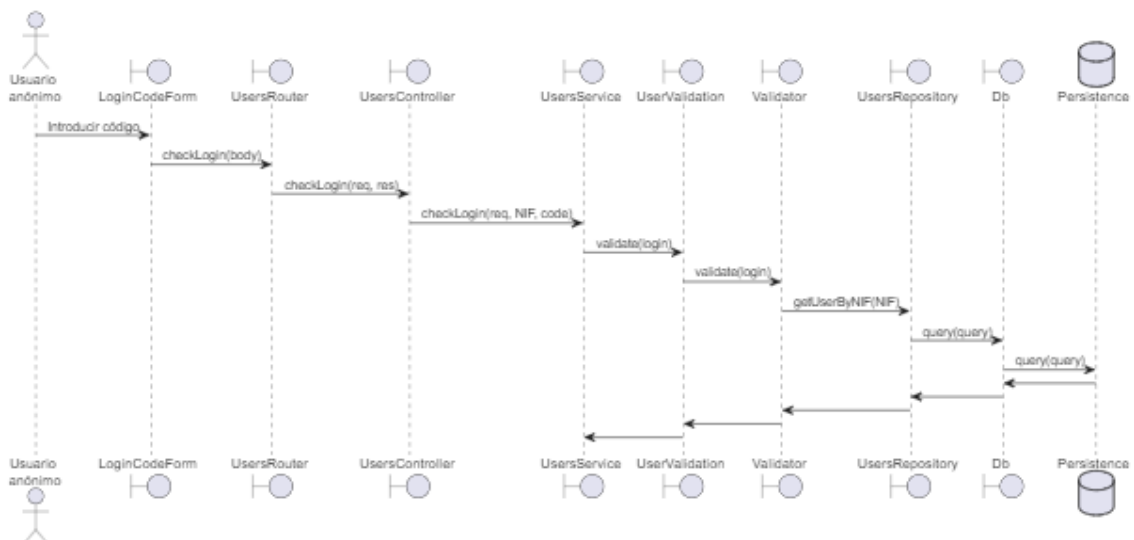 Usuario
anónimo
LoginCodeForm
UsersRouter
UsersController
UsersService
UserValidation
Validator
UsersRepository
Db
Persistence
Introducir código
checkLogin(body)
checkLogin(req, res)
checkLogin(req, NIF, code)
validate(login)
validate(login)
getUserByNIF(NIF)
query(query)
query(query)
Usuario
anónimo
LoginCodeForm
UsersRouter
UsersController
UsersService
UserValidation
Validator
UsersRepository
Db
Persistence